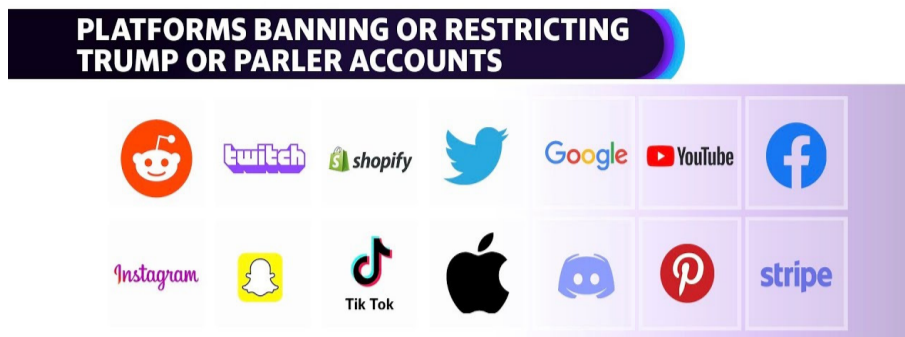 PLATFORMS BANNING OR RESTRICTING
TRUMP OR PARLER ACCOUNTS
twitch
shopify
Google
YouTube
Instagram
Tik Tok
stripe